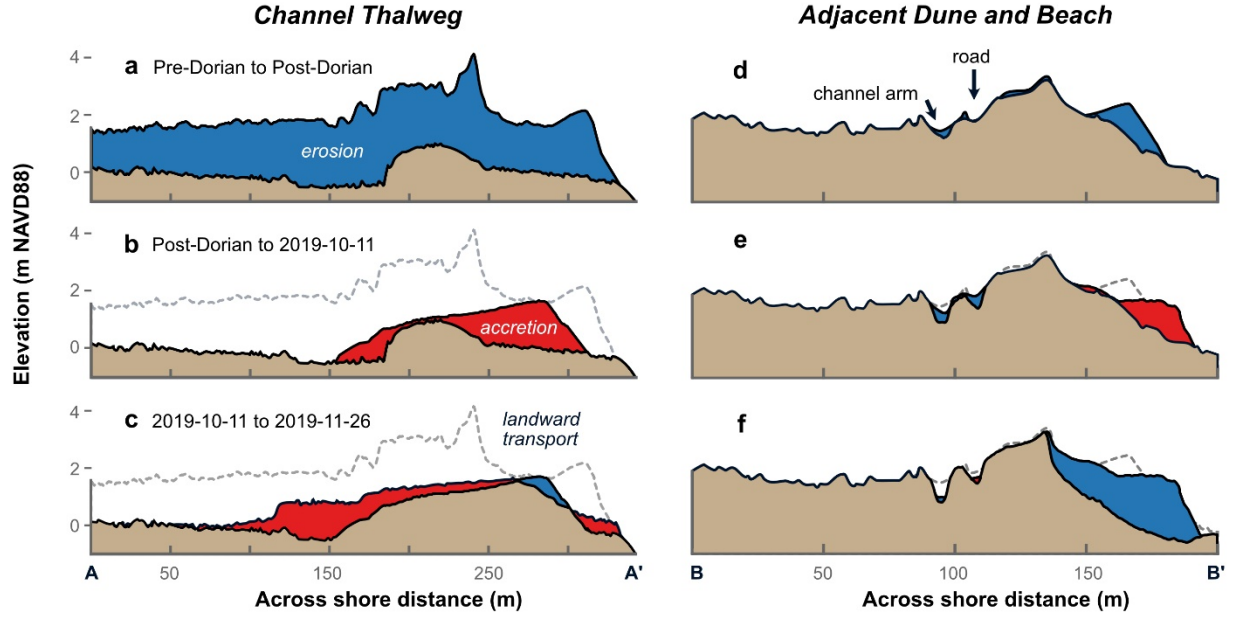 Channel Thalweg
Adjacent Dune and Beach
Elevation (m NAVD88)
a Pre-Dorian to Post-Dorian
4
2
0
erosion
d
channel arm
road
b Post-Dorian to 2019-10-11
4
2
0
accretion
e
c 2019-10-11 to 2019-11-26
4
2
0
landward
transport
f
A 50 150 250 A'
Across shore distance (m)
B 50 100 150 B'
Across shore distance (m)